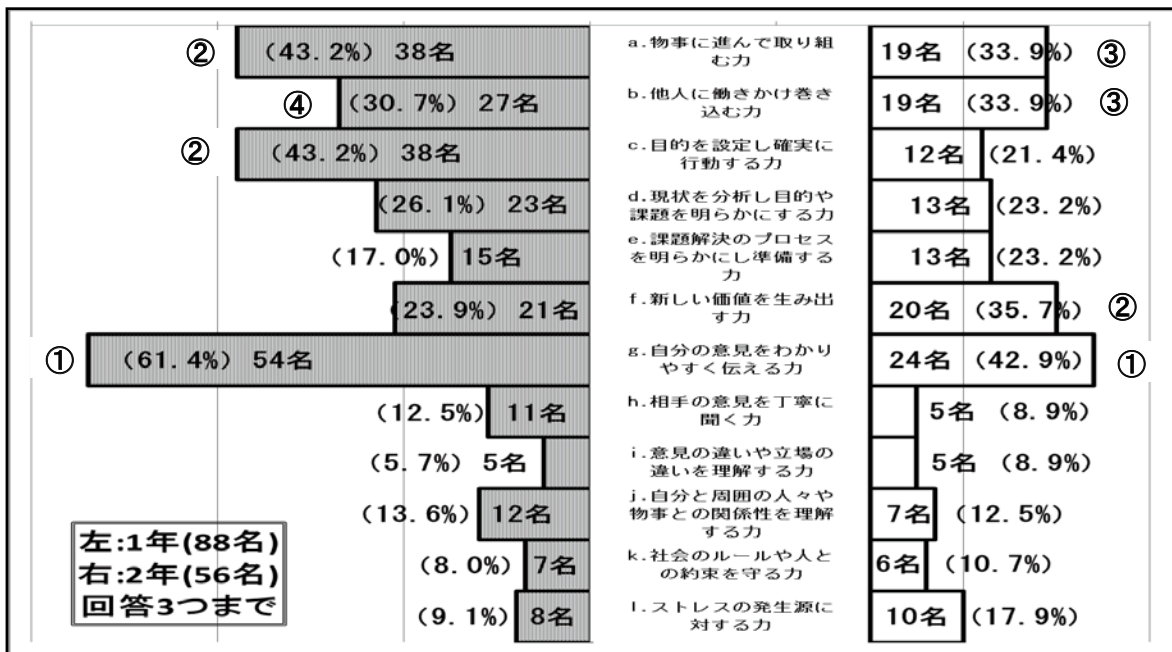 ② (43.2%) 38名 a.物事に進んで取り組 19名 (33.9%) ③
む力
④ (30.7%) 27名 b.他人に働きかけ巻き 19名 (33.9%) ③
込む力
② (43.2%) 38名 c.目的を設定し確実に 12名 (21.4%)
行動する力
(26.1%) 23名 d.現状を分析し目的や 13名 (23.2%)
課題を明らかにする力
(17.0%) 15名 e.課題解決のプロセス 13名 (23.2%)
を明らかにし準備する
力
(23.9%) 21名 f.新しい価値を生み出 20名 (35.7%) ②
す力
① (61.4%) 54名 g.自分の意見をわかり 24名 (42.9%) ①
やすく伝える力
(12.5%) 11名 h.相手の意見を丁寧に 5名 (8.9%)
聞く力
(5.7%) 5名 i.意見の違いや立場の 5名 (8.9%)
違いを理解する力
(13.6%) 12名 j.自分と周囲の人々や 7名 (12.5%)
物事との関係性を理解
する力
(8.0%) 7名 k.社会のルールや人と 6名 (10.7%)
の約束を守る力
(9.1%) 8名 l.ストレスの発生源に 10名 (17.9%)
対する力
左:1年(88名)
右:2年(56名)
回答3つまで